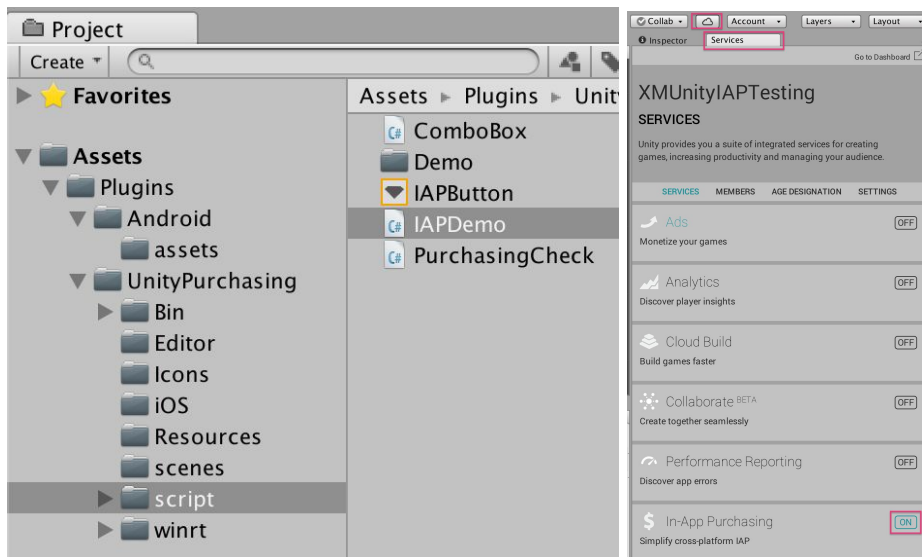 Project
Create
Favorites
Assets
Plugins
Android
assets
UnityPurchasing
Bin
Editor
Icons
iOS
Resources
scenes
script
winrt
Assets Plugins Unit
ComboBox
Demo
IAPButton
IAPDemo
PurchasingCheck
Collab Account Layers Layout
Inspector Services
Go to Dashboard
XMUnityIAPTesting
SERVICES
Unity provides you a suite of integrated services for creating
games, increasing productivity and managing your audience.
SERVICES MEMBERS AGE DESIGNATION SETTINGS
Ads OFF
Monetize your games
Analytics OFF
Discover player insights
Cloud Build OFF
Build games faster
Collaborate BETA OFF
Create together seamlessly
Performance Reporting OFF
Discover app errors
In-App Purchasing ON
Simplify cross-platform IAP